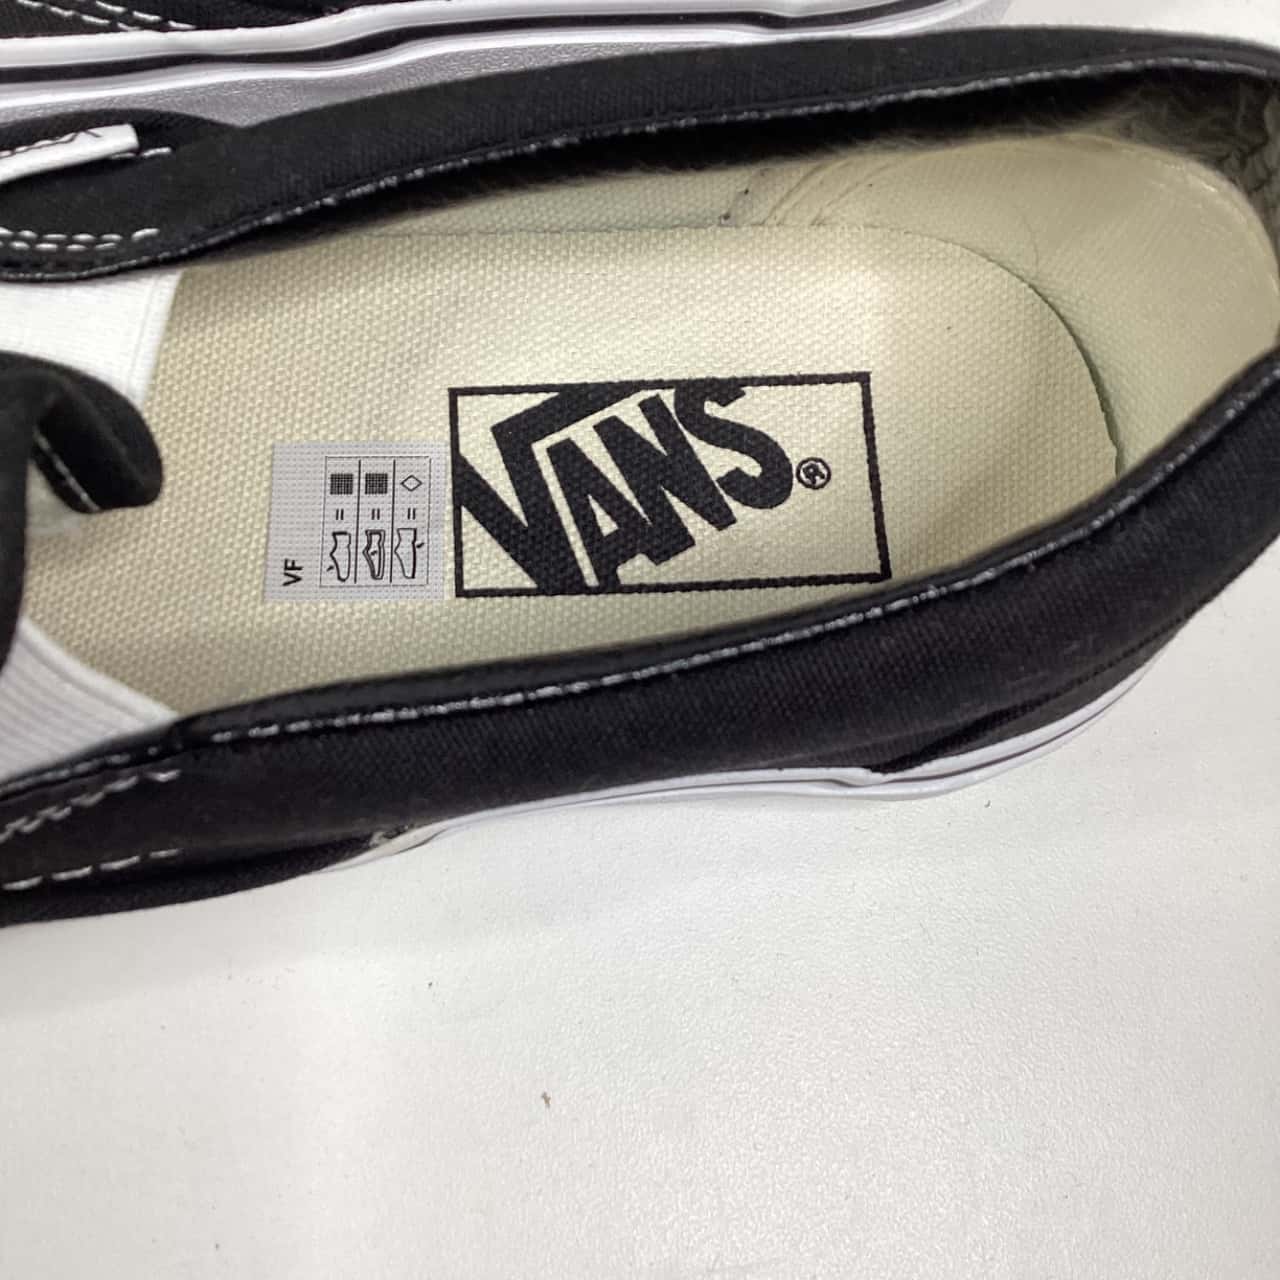 VANS
®
VF
=
=
=